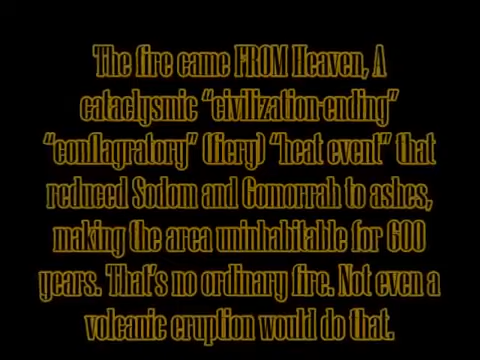 The fire came FROM Heaven, A
cataclysmic “civilization-ending”
“conflagratory” (fiery) “heat event” that
reduced Sodom and Gomorrah to ashes,
making the area uninhabitable for 600
years. That’s no ordinary fire. Not even a
volcanic eruption would do that.